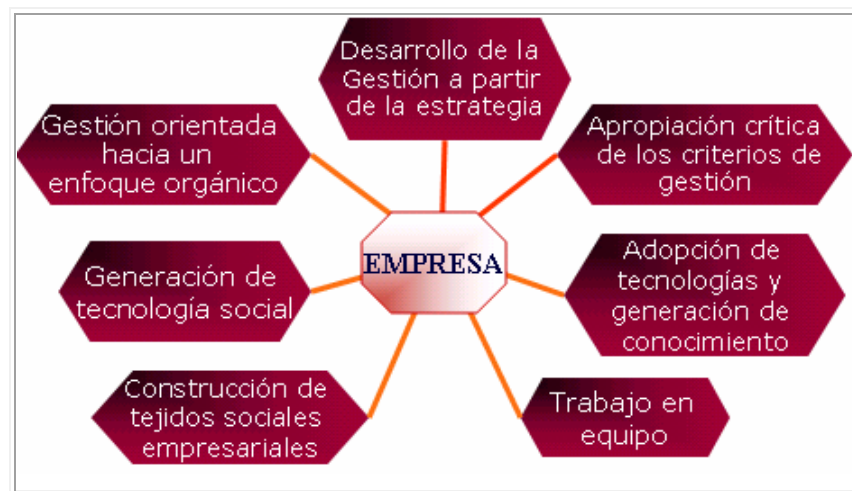 Desarrollo de la
Gestión a partir
de la estrategia
Gestión orientada
hacia un
enfoque orgánico
Apropiación crítica
de los criterios de
gestión
EMPRESA
Generación de
tecnología social
Adopción de
tecnologías y
generación de
conocimiento
Construcción de
tejidos sociales
empresariales
Trabajo en
equipo